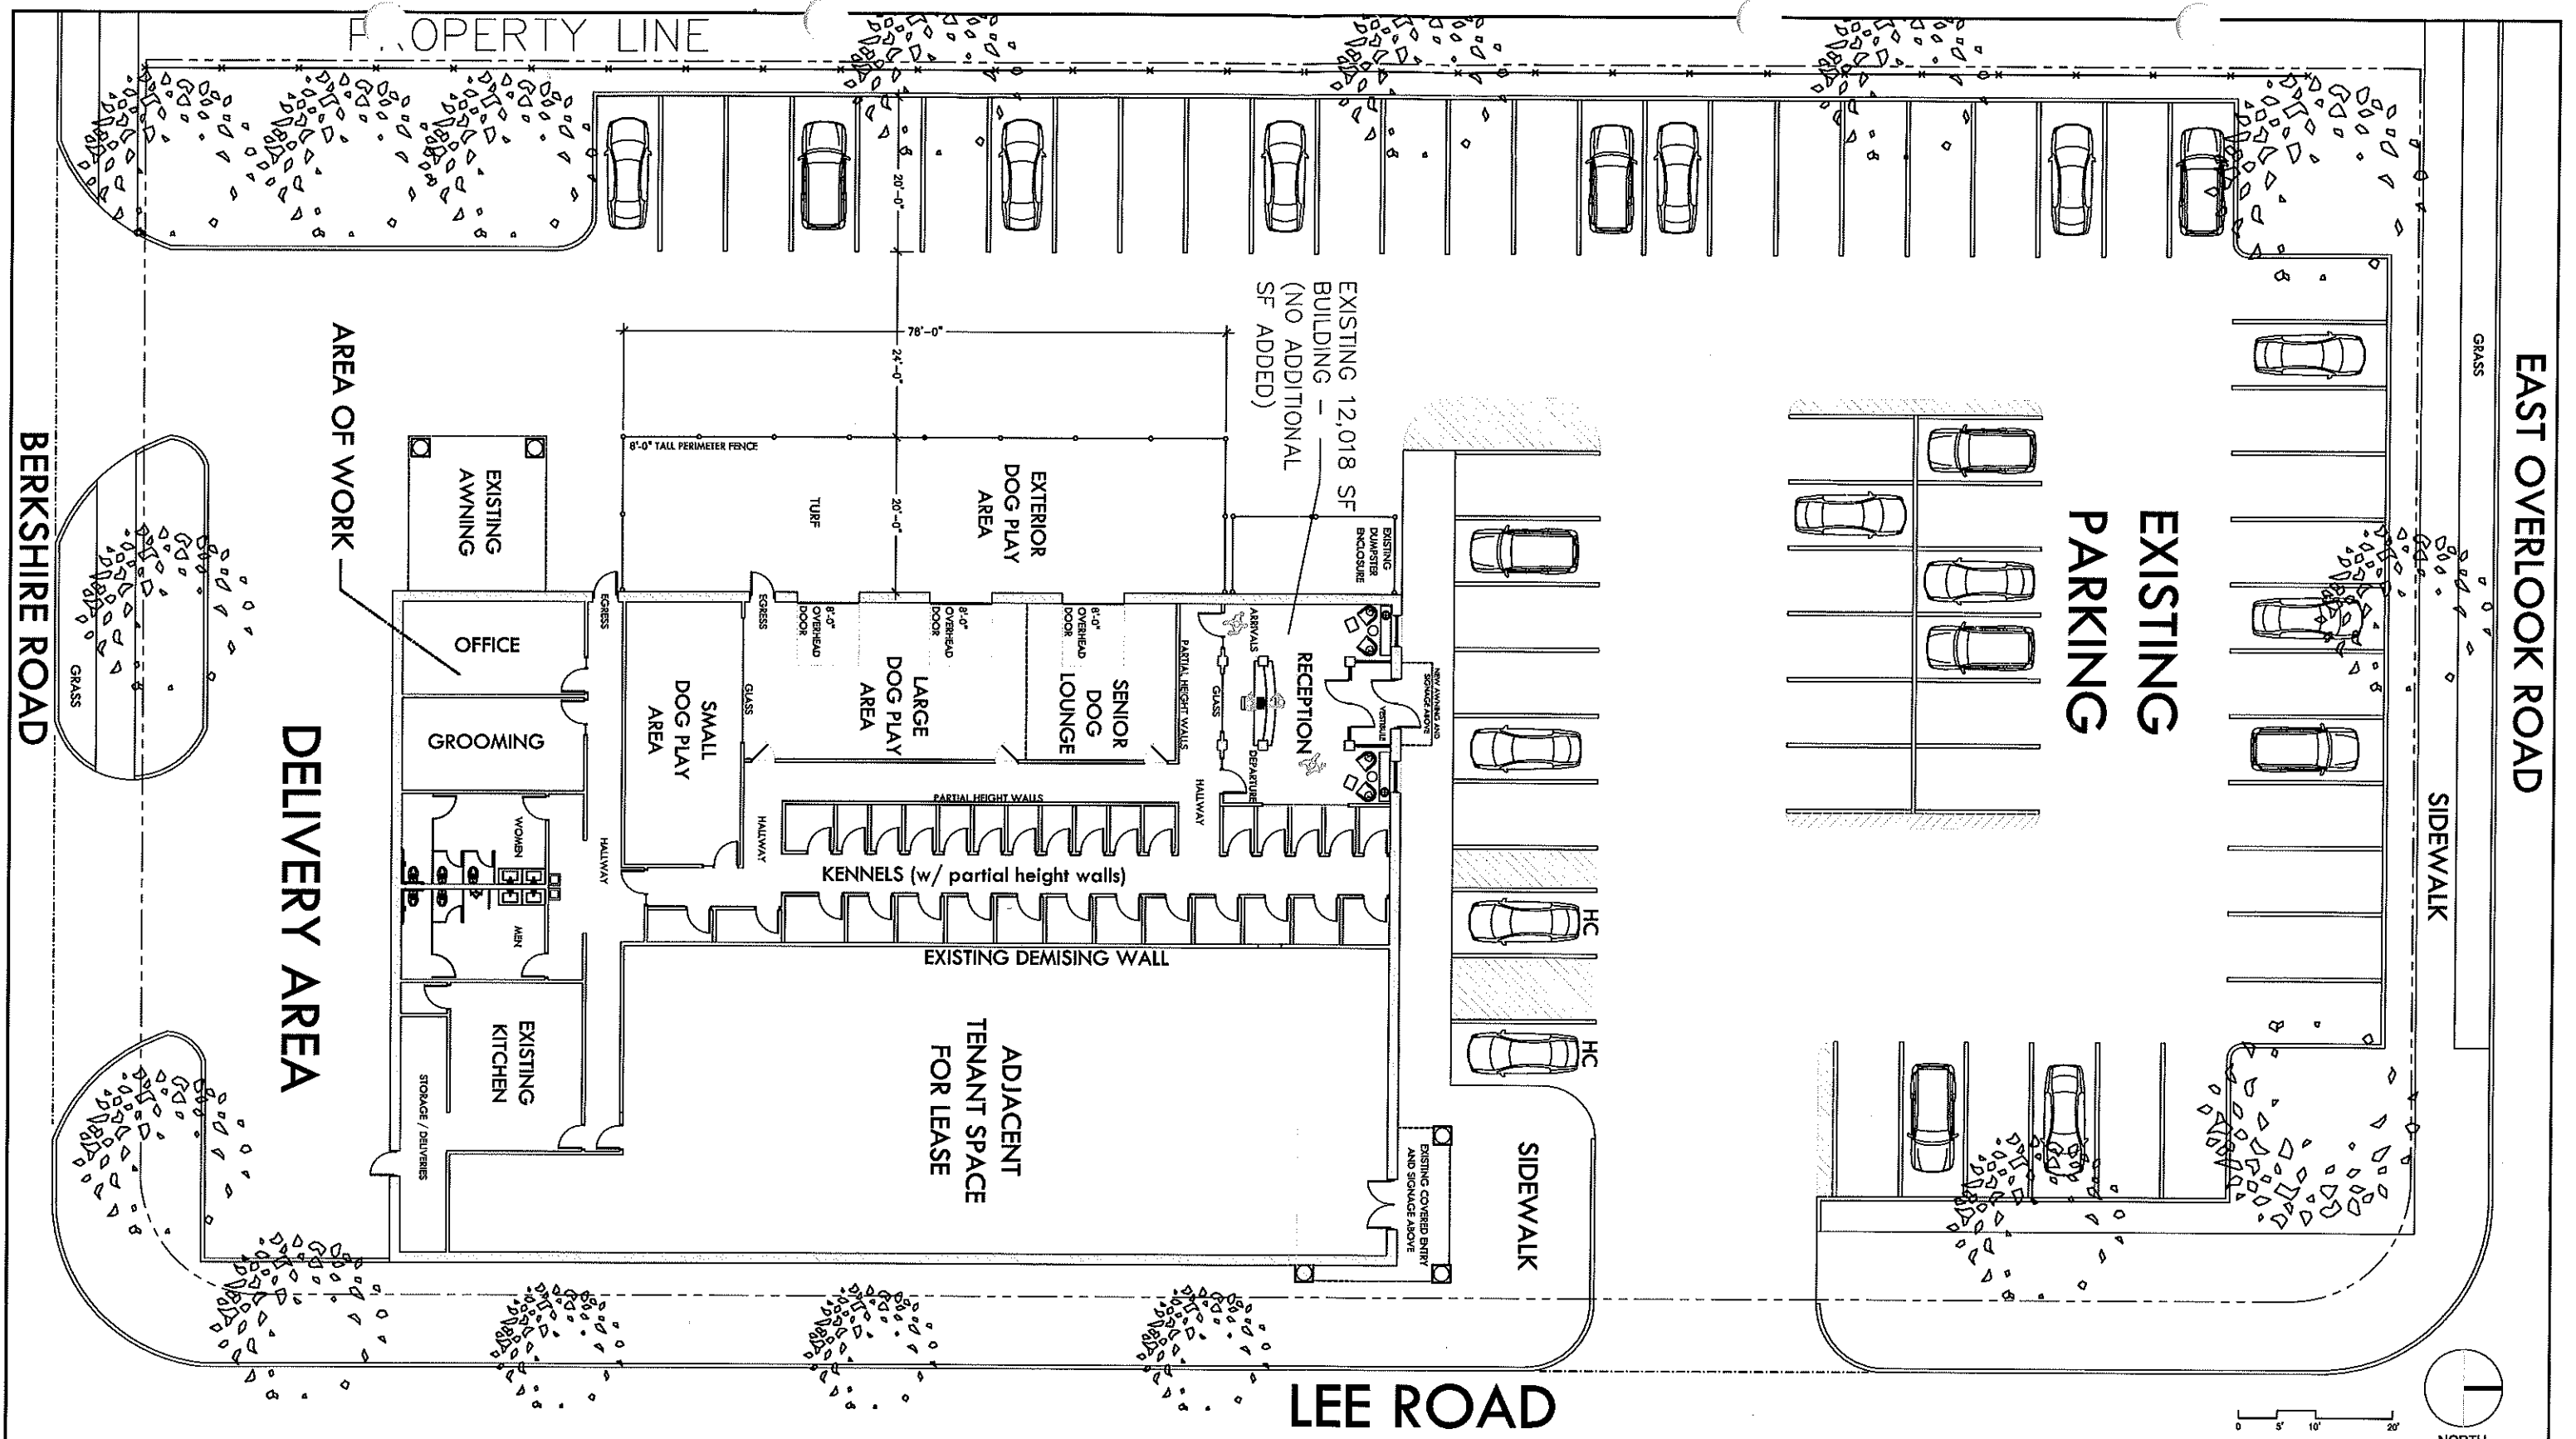 PROPERTY LINE
20'-0"
78'-0"
24'-0"
20'-0"
EXISTING 12,018 SF
BUILDING -
(NO ADDITIONAL
SF ADDED)
AREA OF WORK
BERKSHIRE ROAD
GRASS
DELIVERY AREA
EXISTING
AWNING
8'-0" TALL PERIMETER FENCE
TURF
EXTERIOR
DOG PLAY
AREA
EXISTING
DUMPSTER
ENCLOSURE
EGRESS
EGRESS
8'-0"
OVERHEAD
DOOR
8'-0"
OVERHEAD
DOOR
8'-0"
OVERHEAD
DOOR
OFFICE
GROOMING
SMALL
DOG PLAY
AREA
GLASS
LARGE
DOG PLAY
AREA
SENIOR
DOG
LOUNGE
PARTIAL HEIGHT WALLS
GLASS
ARRIVALS
RECEPTION
DEPARTURE
VESTIBULE
NEW AWNING AND
SIGNAGE ABOVE
HALLWAY
PARTIAL HEIGHT WALLS
HALLWAY
HALLWAY
WOMEN
MEN
KENNELS (w/ partial height walls)
EXISTING DEMISING WALL
EXISTING
KITCHEN
STORAGE / DELIVERIES
ADJACENT
TENANT SPACE
FOR LEASE
EXISTING COVERED ENTRY
AND SIGNAGE ABOVE
SIDEWALK
HC
HC
EXISTING
PARKING
GRASS
EAST OVERLOOK ROAD
SIDEWALK
LEE ROAD
0 5' 10' 20'
NORTH